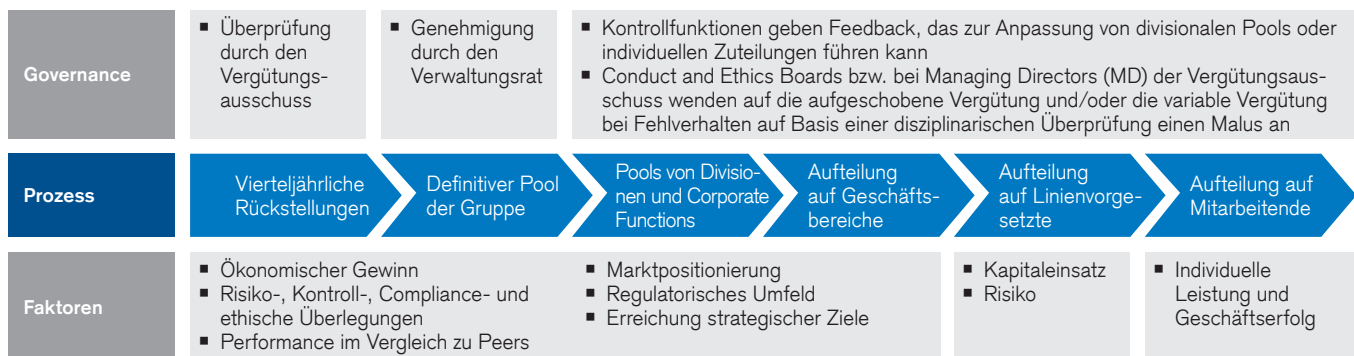 Governance
▪ Überprüfung
durch den
Vergütungs-
ausschuss
▪ Genehmigung
durch den
Verwaltungsrat
▪ Kontrollfunktionen geben Feedback, das zur Anpassung von divisionalen Pools oder
individuellen Zuteilungen führen kann
▪ Conduct and Ethics Boards bzw. bei Managing Directors (MD) der Vergütungsaus-
schuss wenden auf die aufgeschobene Vergütung und/oder die variable Vergütung
bei Fehlverhalten auf Basis einer disziplinarischen Überprüfung einen Malus an
Prozess
Vierteljährliche
Rückstellungen
Definitiver Pool
der Gruppe
Pools von Divisio-
nen und Corporate
Functions
Aufteilung
auf Geschäfts-
bereiche
Aufteilung
auf Linienvorge-
setzte
Aufteilung auf
Mitarbeitende
Faktoren
▪ Ökonomischer Gewinn
▪ Risiko-, Kontroll-, Compliance- und
ethische Überlegungen
▪ Performance im Vergleich zu Peers
▪ Marktpositionierung
▪ Regulatorisches Umfeld
▪ Erreichung strategischer Ziele
▪ Kapitaleinsatz
▪ Risiko
▪ Individuelle
Leistung und
Geschäftserfolg